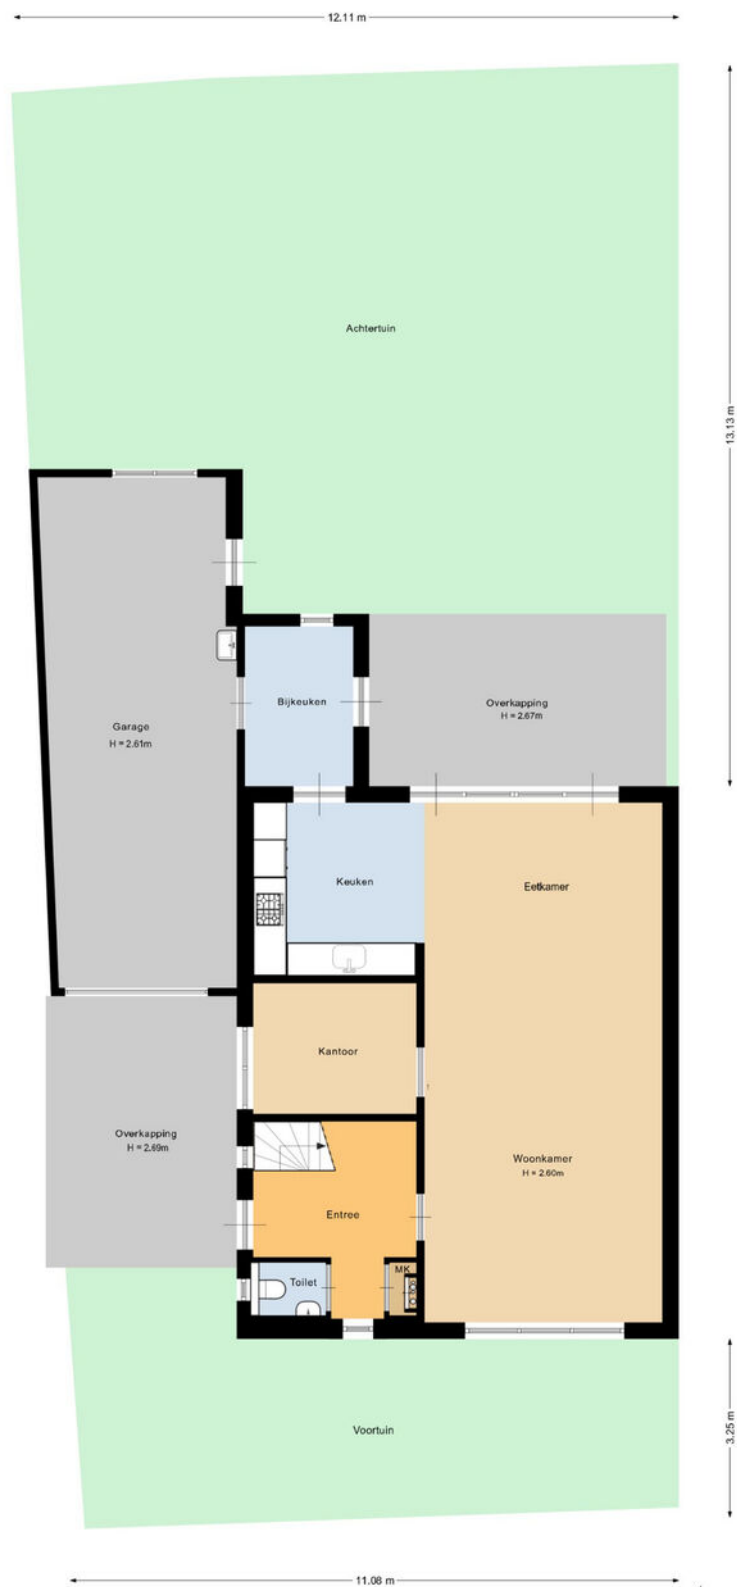 12.11 m
Achtertuin
13.13 m
Bijkeuken
Overkapping
H = 2.67m
Garage
H = 2.61m
Keuken
Eetkamer
Kantoor
Overkapping
H = 2.69m
Woonkamer
H = 2.60m
Entree
MK
Toilet
Voortuin
3.25 m
11.08 m